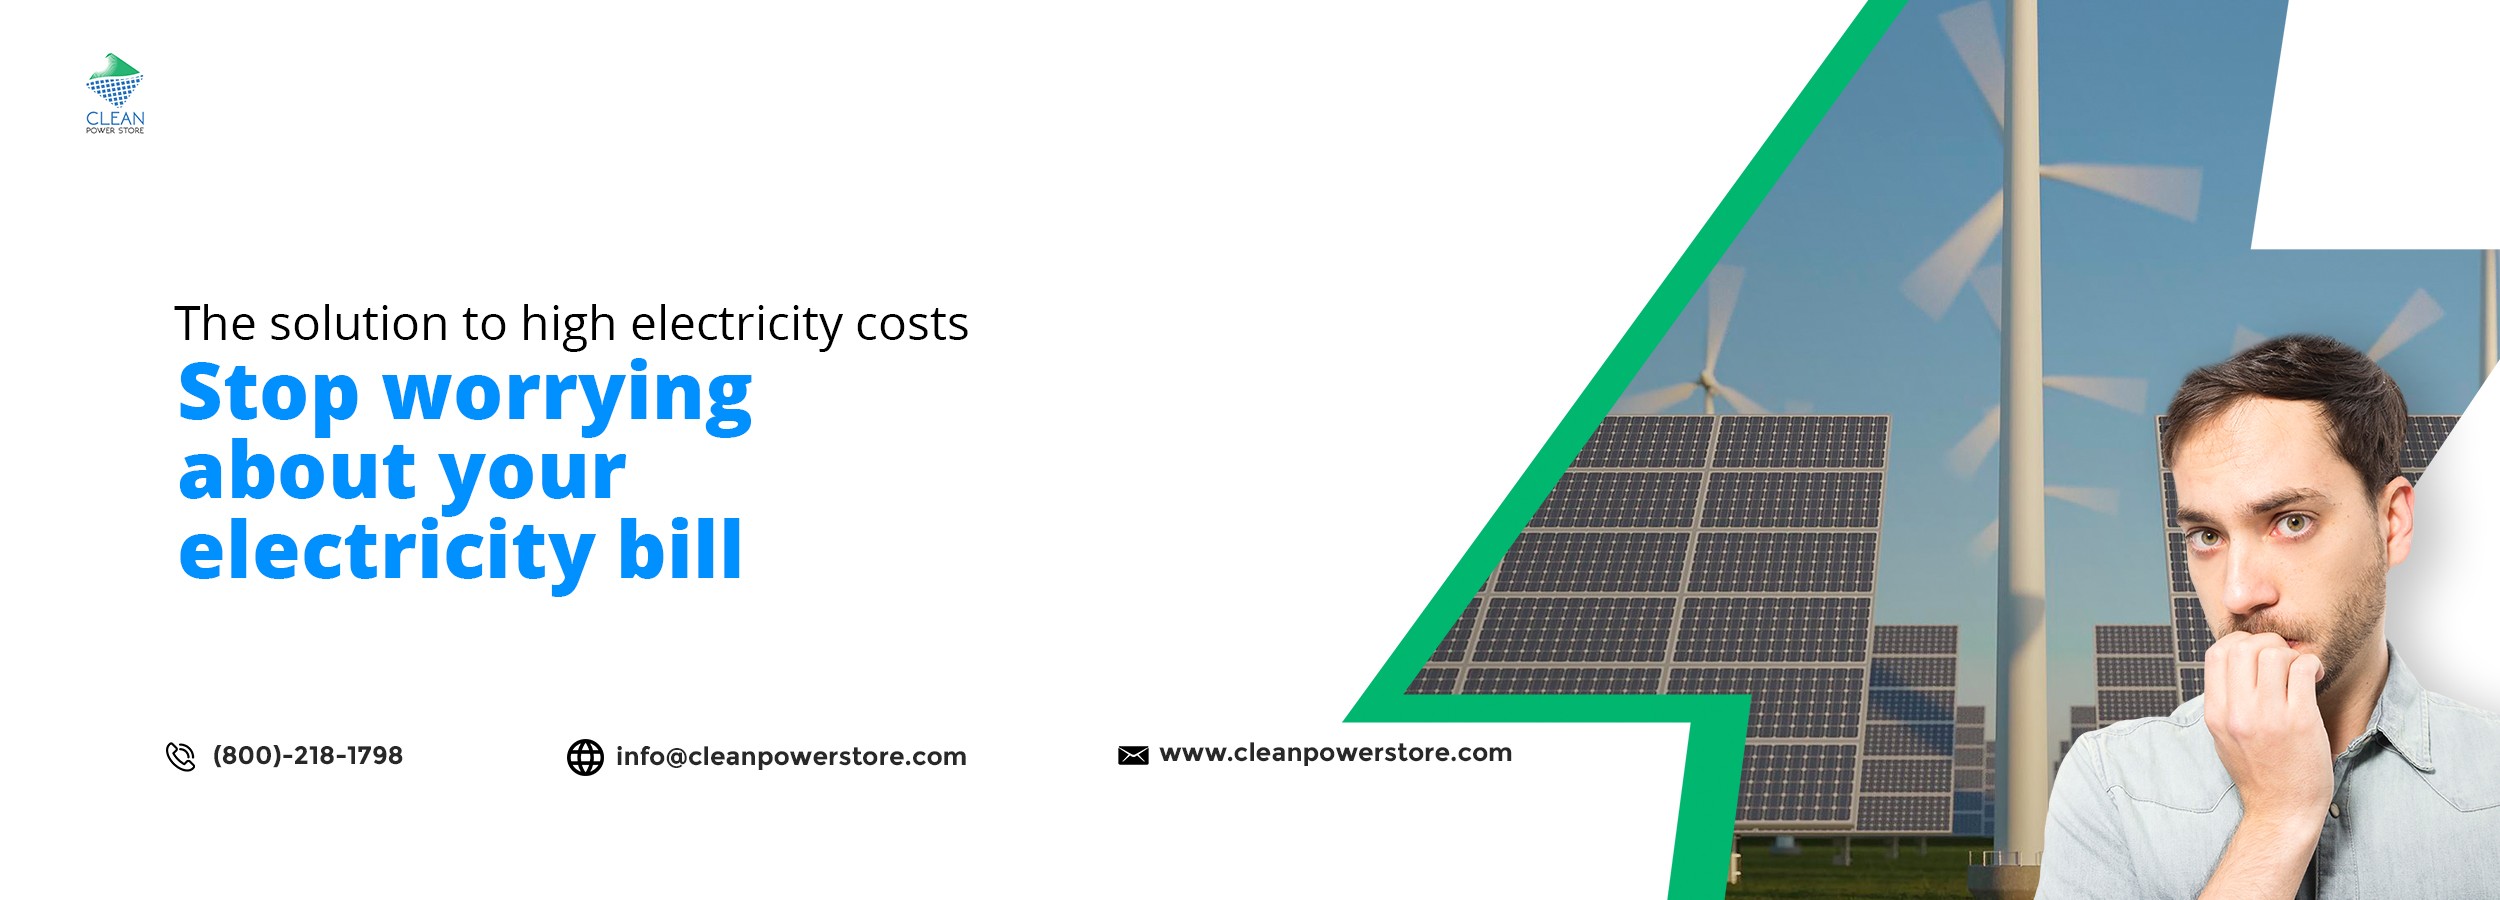 CLEAN
POWER STORE
The solution to high electricity costs
Stop worrying
about your
electricity bill
(800)-218-1798
info@cleanpowerstore.com
www.cleanpowerstore.com